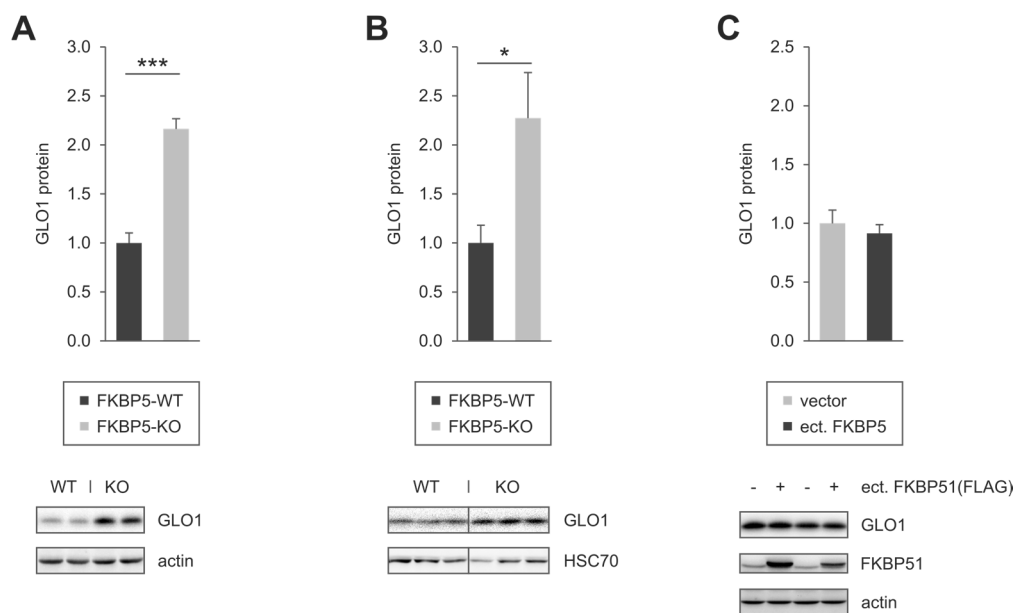 A
GLO1 protein
3.0
2.5
2.0
1.5
1.0
0.5
0.0
***
FKBP5-WT
FKBP5-KO
WT | KO
GLO1
actin
B
GLO1 protein
3.0
2.5
2.0
1.5
1.0
0.5
0.0
*
FKBP5-WT
FKBP5-KO
WT | KO
GLO1
HSC70
C
GLO1 protein
2.5
2.0
1.5
1.0
0.5
0.0
vector
ect. FKBP5
- + - + ect. FKBP51(FLAG)
GLO1
FKBP51
actin